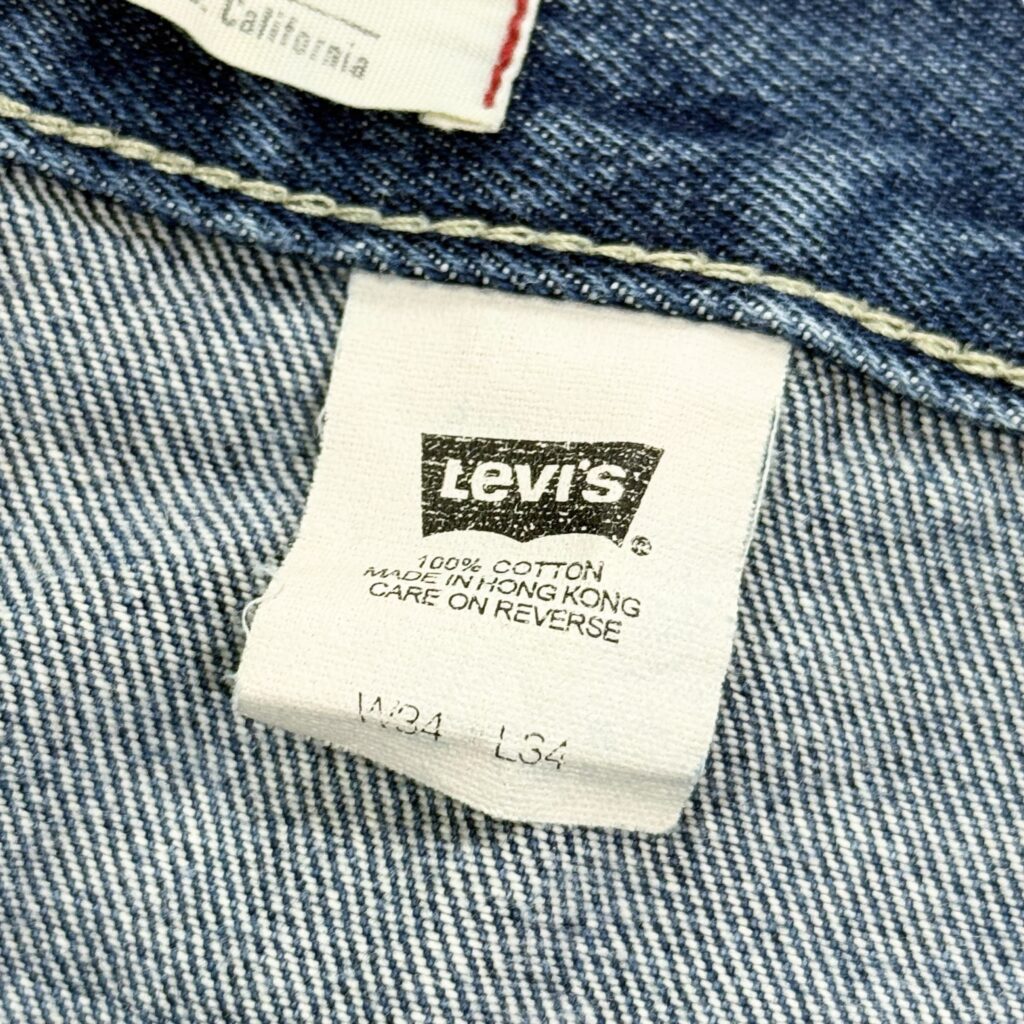 California
Levi's
®
100% COTTON
MADE IN HONG KONG
CARE ON REVERSE
W34 L34